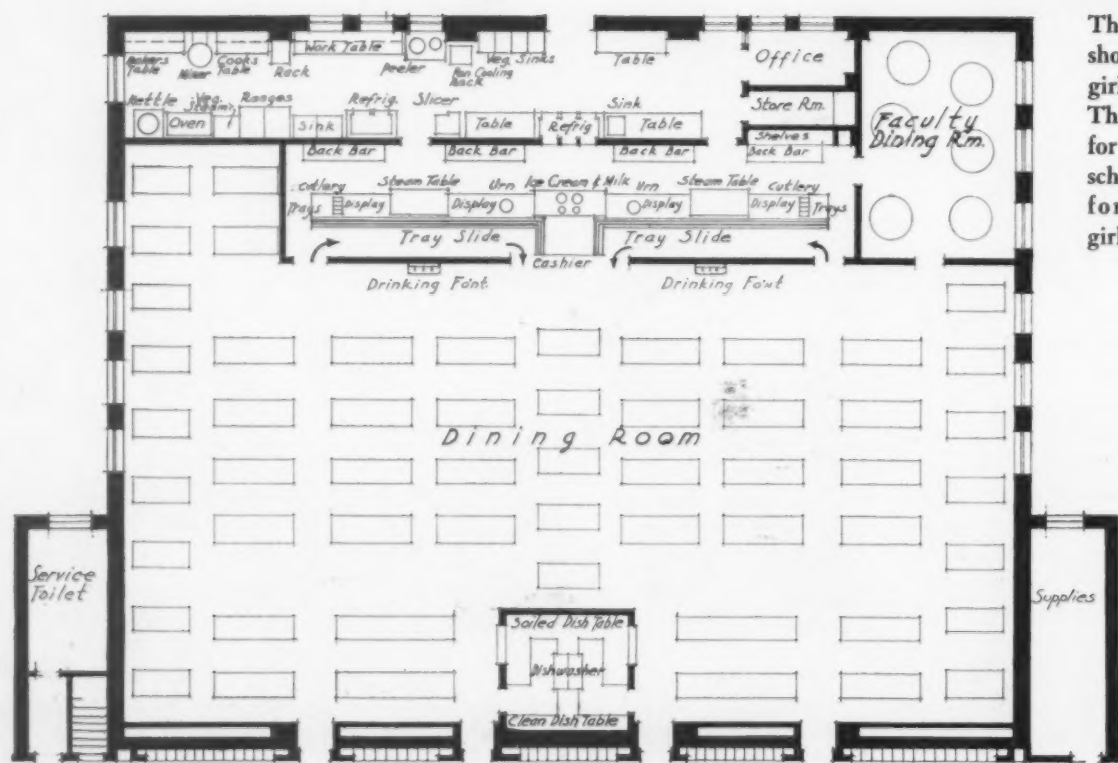 Bakers Table
Mixer
Cooks Table
Rack
Work Table
Peeler
Pan Cooling Rack
Veg. Sinks
Table
Office
Kettle
Oven
Veg.
Ranges
Sink
Refrig.
Slicer
Table
Refrig
Sink
Table
Store Rm.
Shelves
Faculty
Dining Rm.
Back Bar
Back Bar
Back Bar
Back Bar
Cutlery
Trays
Display
Steam Table
Display
Urn
Ice Cream & Milk
Urn
Display
Steam Table
Display
Cutlery
Trays
Tray Slide
Tray Slide
Cashier
Drinking Font.
Drinking Font
Dining Room
Service
Toilet
Soiled Dish Table
Dishwasher
Clean Dish Table
Supplies
Th
sho
girl
Th
for
sch
for
girl